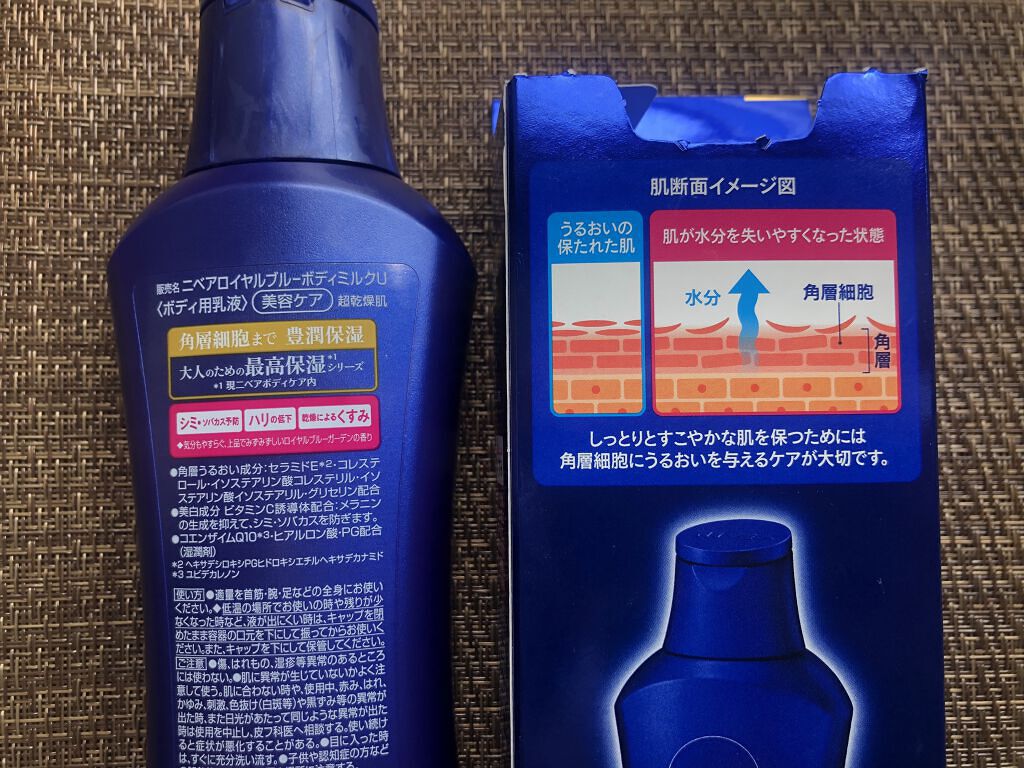 販売名 ニベアロイヤルブルーボディミルクU
〈ボディ用乳液〉 美容ケア 超乾燥肌
角層細胞まで 豊潤保湿
大人のための最高保湿*1シリーズ
*1 現ニベアボディケア内
シミ・ソバカス予防 ハリの低下 乾燥によるくすみ
◆気分もやすらぐ、上品でみずみずしいロイヤルブルーガーデンの香り
●角層うるおい成分:セラミドE*2・コレステ
ロール・イソステアリン酸コレステリル・イソ
ステアリン酸イソステアリル・グリセリン配合
●美白成分 ビタミンC誘導体配合:メラニン
の生成を抑えて、シミ・ソバカスを防ぎます。
●コエンザイムQ10*3・ヒアルロン酸・PG配合
(湿潤剤)
*2 ヘキサデシロキシPGヒドロキシエチルヘキサデカナミド
*3 ユビデカレノン
使い方 ●適量を首筋・腕・足などの全身にお使い
ください。◆低温の場所でお使いの時や残りが少
なくなった時など、液が出にくい時は、キャップを閉
めたまま容器の口元を下にして振ってからお使いく
ださい。また、キャップを下にして保管してください。
ご注意 ●傷、はれもの、湿疹等異常のあるところ
には使わない。●肌に異常が生じていないかよく注
意して使う。肌に合わない時や、使用中、赤み、はれ、
かゆみ、刺激、色抜け(白斑等)や黒ずみ等の異常が
出た時、また日光があたって同じような異常が出た
時は使用を中止し、皮フ科医へ相談する。使い続け
ると症状が悪化することがある。●目に入った時
は、すぐに充分洗い流す。●子供や認知症の方など
肌断面イメージ図
うるおいの
保たれた肌
肌が水分を失いやすくなった状態
水分
角層細胞
角層
しっとりとすこやかな肌を保つためには
角層細胞にうるおいを与えるケアが大切です。